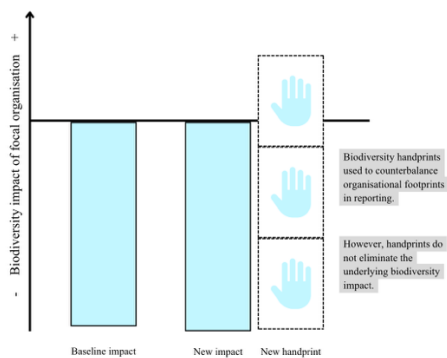 - Biodiversity impact of focal organisation +
Biodiversity handprints
used to counterbalance
organisational footprints
in reporting.
However, handprints do
not eliminate the
underlying biodiversity
impact.
Baseline impact
New impact
New handprint